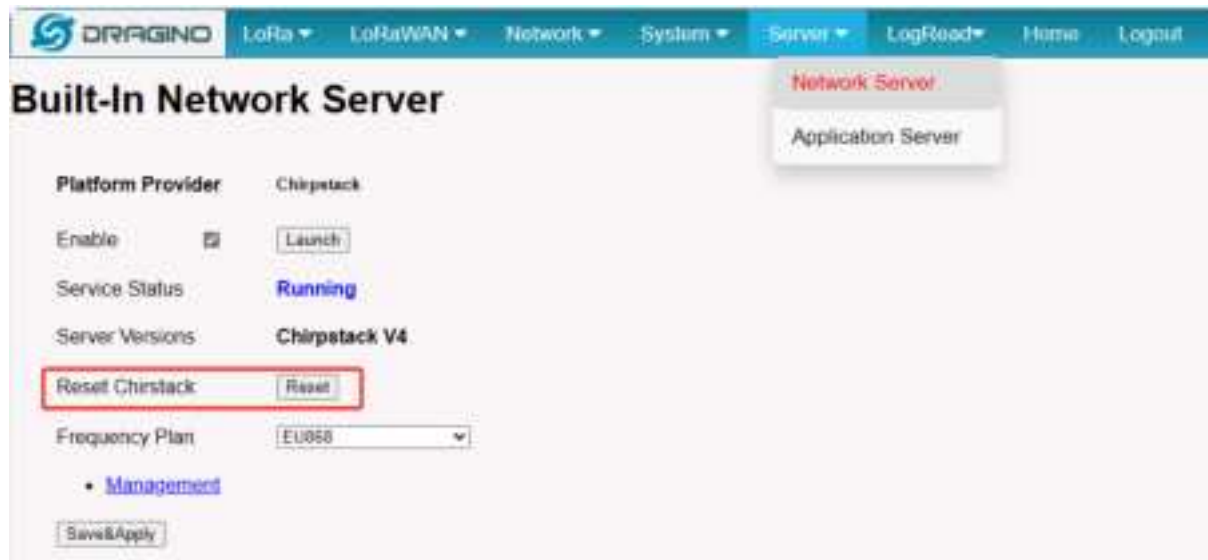 DRAGINO LoRa LoRaWAN Network System Server LogRead Home Logout
Network Server
Built-In Network Server
Application Server
Platform Provider Chirpstack
Enable Launch
Service Status Running
Server Versions Chirpstack V4
Reset Chirstack Reset
Frequency Plan EU868
Management
Save&Apply